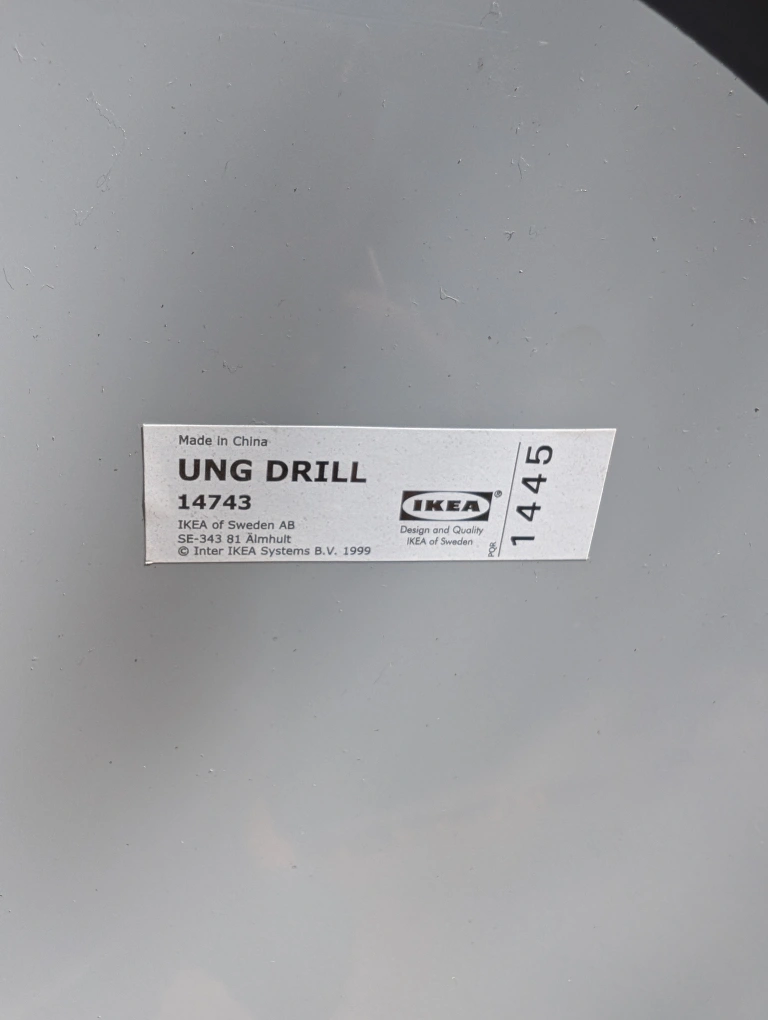 Made in China
UNG DRILL
14743
IKEA of Sweden AB
SE-343 81 Älmhult
© Inter IKEA Systems B.V. 1999
IKEA®
Design and Quality
IKEA of Sweden
1445